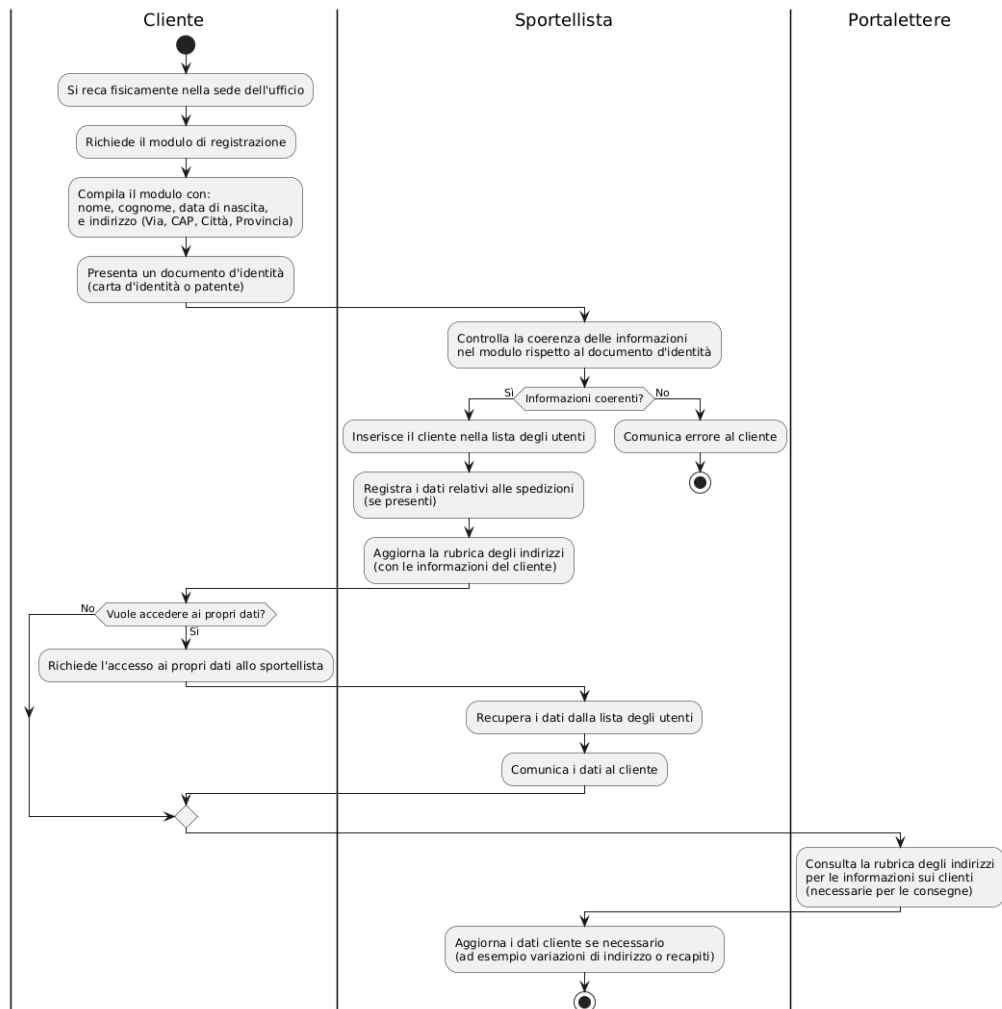 Cliente
Sportellista
Portalettere
Si reca fisicamente nella sede dell'ufficio
Richiede il modulo di registrazione
Compila il modulo con:
nome, cognome, data di nascita,
e indirizzo (Via, CAP, Città, Provincia)
Presenta un documento d'identità
(carta d'identità o patente)
Controlla la coerenza delle informazioni
nel modulo rispetto al documento d'identità
Sì
Informazioni coerenti?
No
Inserisce il cliente nella lista degli utenti
Comunica errore al cliente
Registra i dati relativi alle spedizioni
(se presenti)
Aggiorna la rubrica degli indirizzi
(con le informazioni del cliente)
No
Vuole accedere ai propri dati?
Sì
Richiede l'accesso ai propri dati allo sportellista
Recupera i dati dalla lista degli utenti
Comunica i dati al cliente
Consulta la rubrica degli indirizzi
per le informazioni sui clienti
(necessarie per le consegne)
Aggiorna i dati cliente se necessario
(ad esempio variazioni di indirizzo o recapiti)